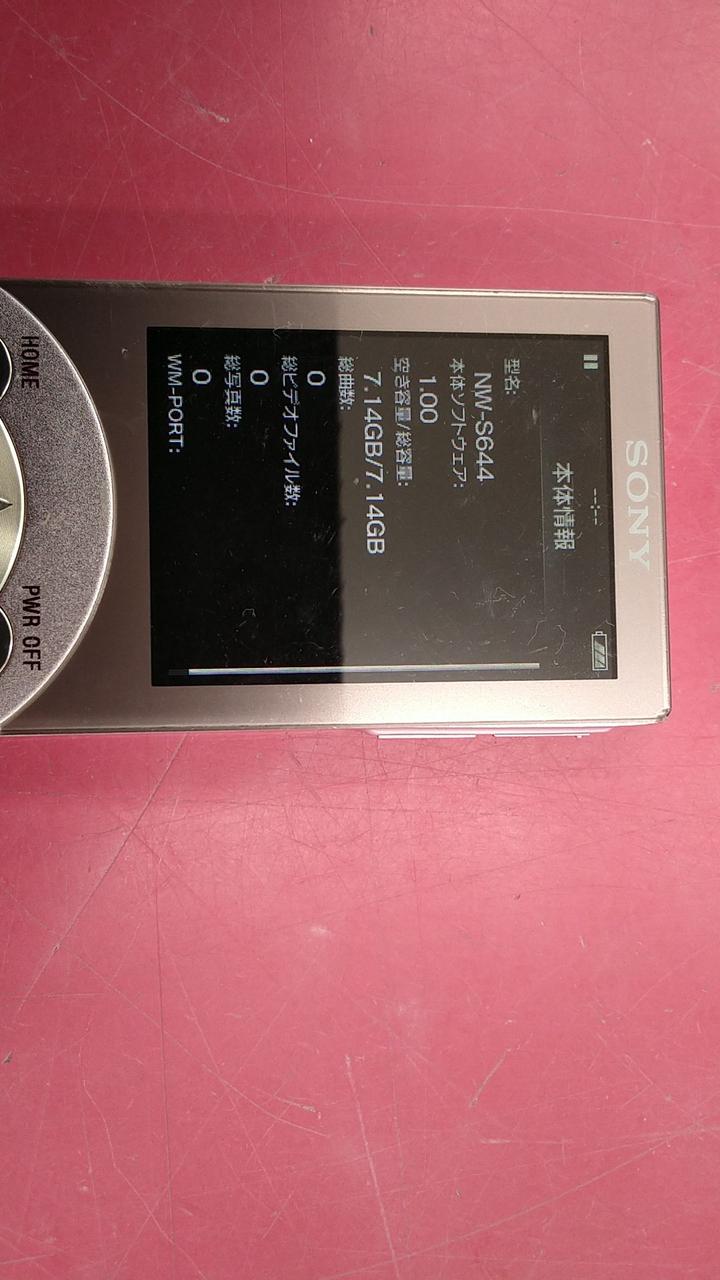 SONY
--:--
本体情報
型名:
NW-S644
本体ソフトウェア:
1.00
空き容量/総容量:
7.14GB/7.14GB
総曲数:
0
総ビデオファイル数:
0
総写真数:
0
WM-PORT:
HOME
PWR OFF